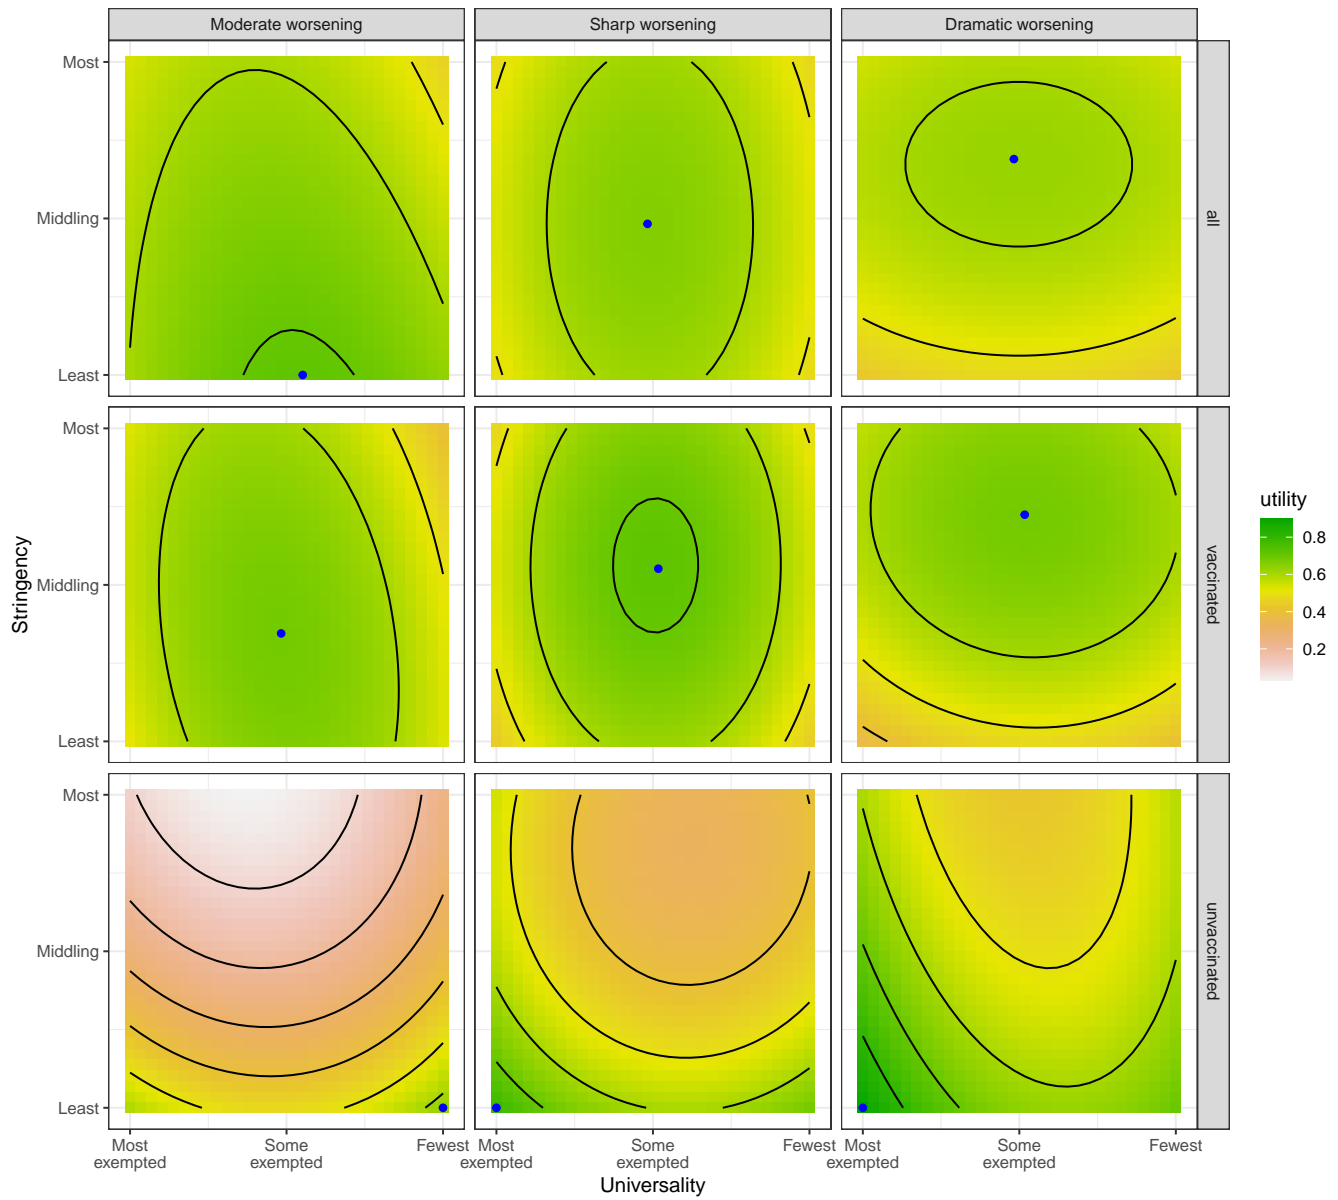 Moderate worsening
Sharp worsening
Dramatic worsening
Most
Middling
Least
all
Most
Middling
Least
vaccinated
Most
Middling
Least
unvaccinated
Stringency
utility
0.8
0.6
0.4
0.2
Most
exempted
Some
exempted
Fewest
Most
exempted
Some
exempted
Fewest
Most
exempted
Some
exempted
Fewest
Universality